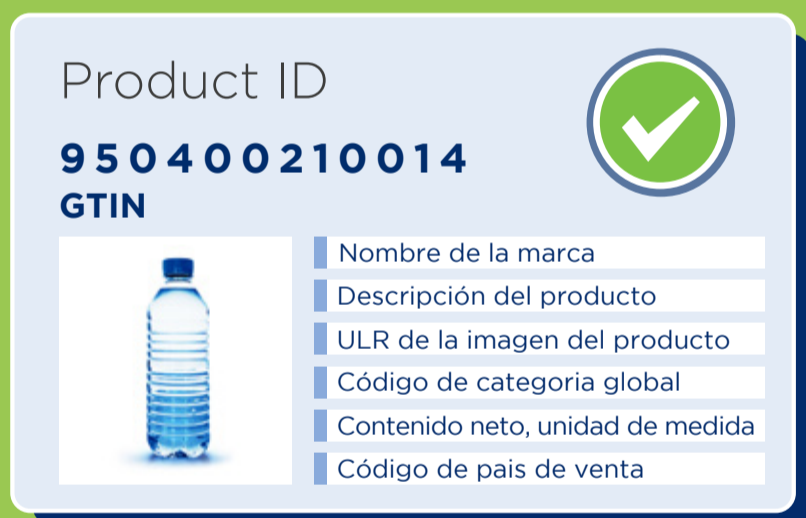 Product ID
950400210014
GTIN
Nombre de la marca
Descripción del producto
ULR de la imagen del producto
Código de categoria global
Contenido neto, unidad de medida
Código de pais de venta